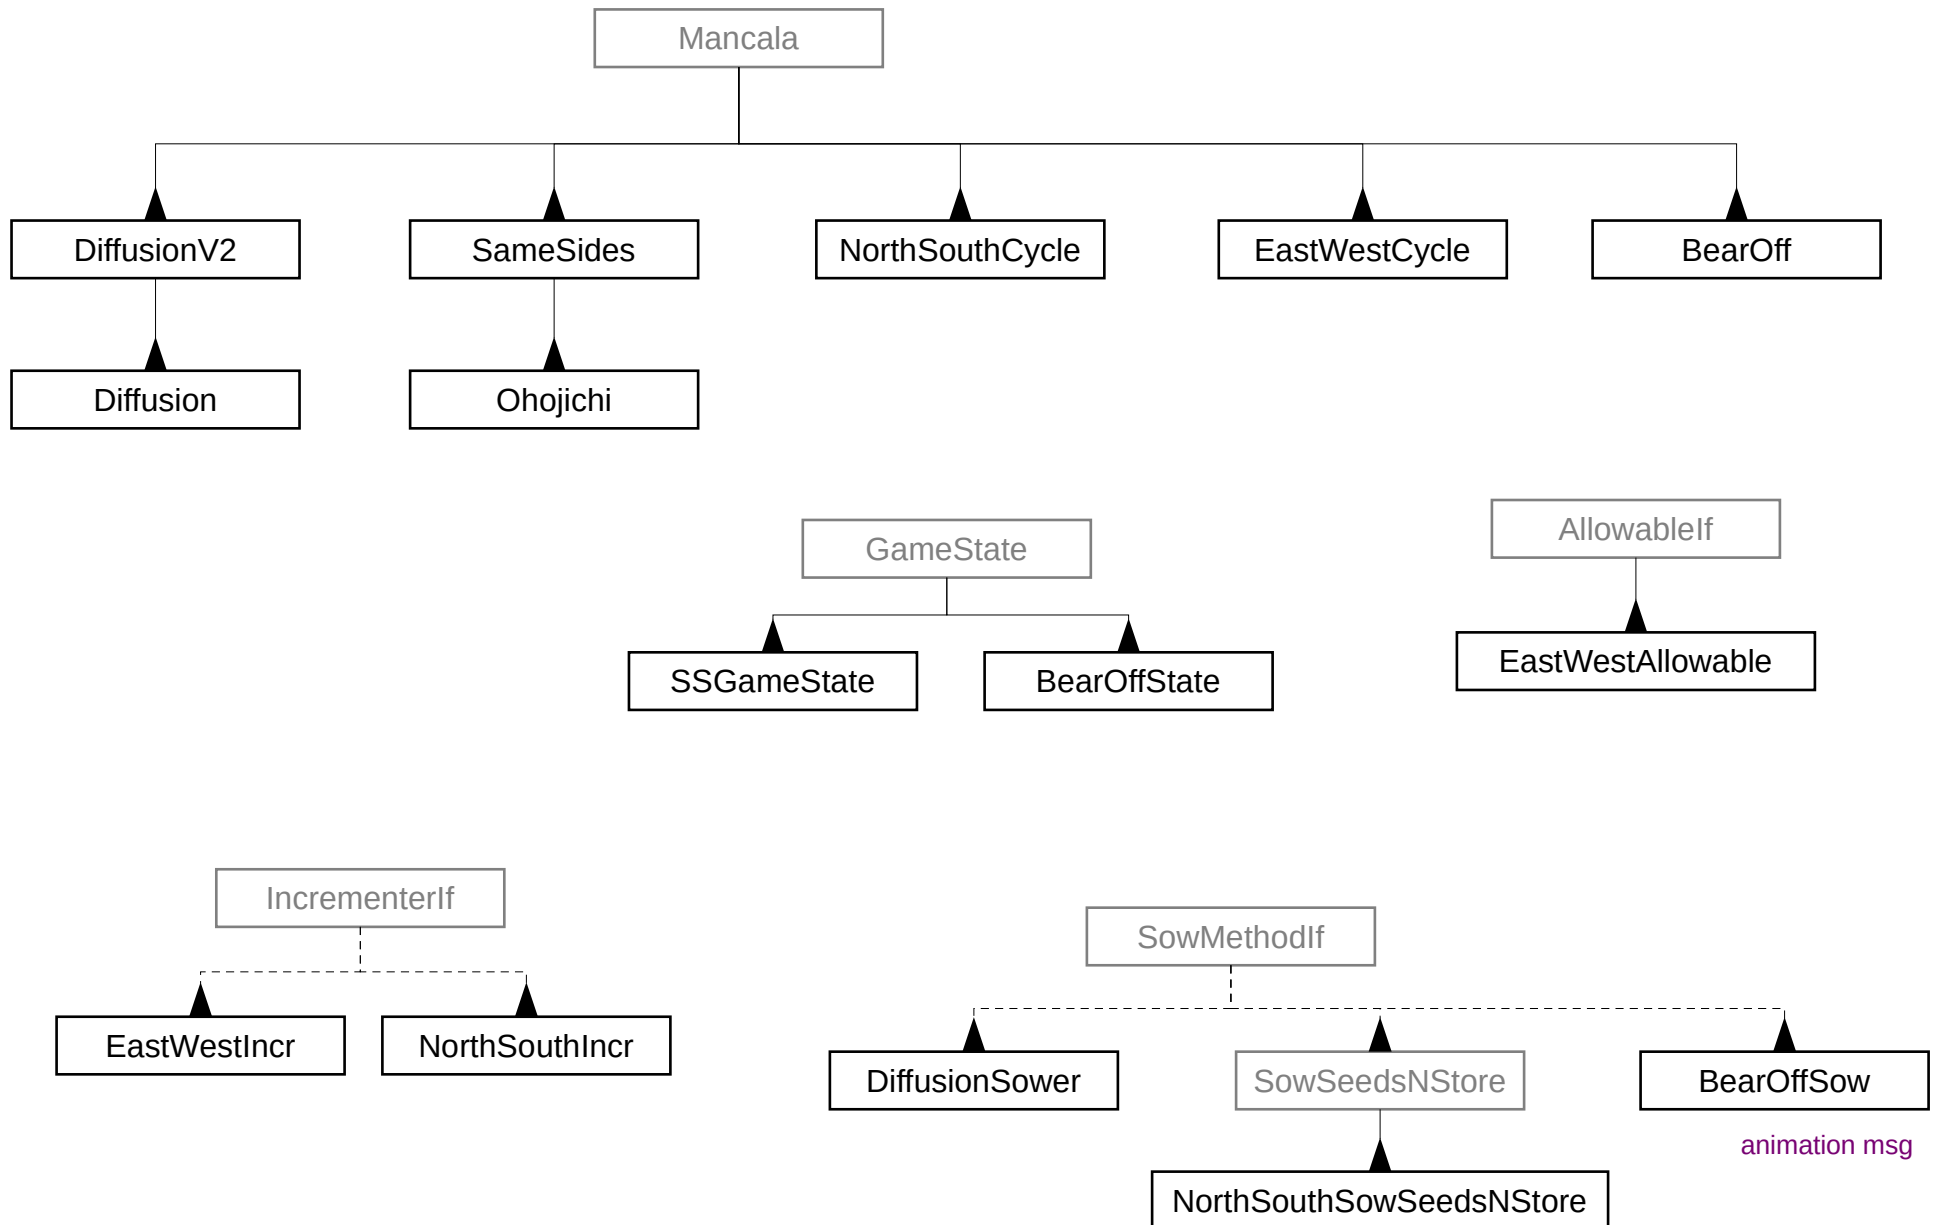 Mancala
DiffusionV2
SameSides
NorthSouthCycle
EastWestCycle
BearOff
Diffusion
Ohojichi
GameState
AllowableIf
SSGameState
BearOffState
EastWestAllowable
IncrementerIf
SowMethodIf
EastWestIncr
NorthSouthIncr
DiffusionSower
SowSeedsNStore
BearOffSow
animation msg
NorthSouthSowSeedsNStore